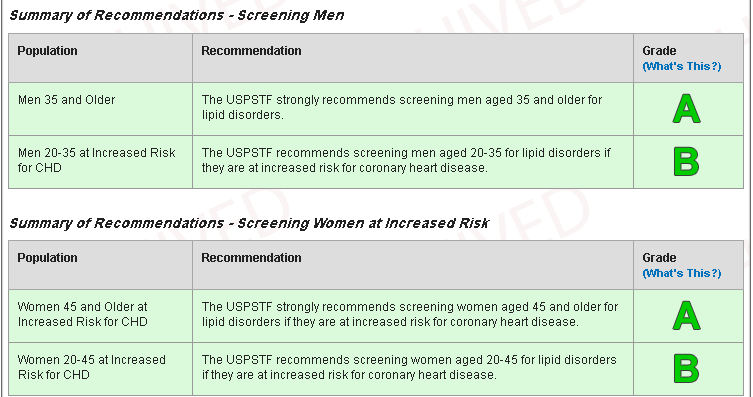 Summary of Recommendations - Screening Men
Population
Recommendation
Grade
(What's This?)
Men 35 and Older
The USPSTF strongly recommends screening men aged 35 and older for
lipid disorders.
A
Men 20-35 at Increased Risk
for CHD
The USPSTF recommends screening men aged 20-35 for lipid disorders if
they are at increased risk for coronary heart disease.
B
Summary of Recommendations - Screening Women at Increased Risk
Population
Recommendation
Grade
(What's This?)
Women 45 and Older at
Increased Risk for CHD
The USPSTF strongly recommends screening women aged 45 and older for
lipid disorders if they are at increased risk for coronary heart disease.
A
Women 20-45 at Increased
Risk for CHD
The USPSTF recommends screening women aged 20-45 for lipid disorders
if they are at increased risk for coronary heart disease.
B